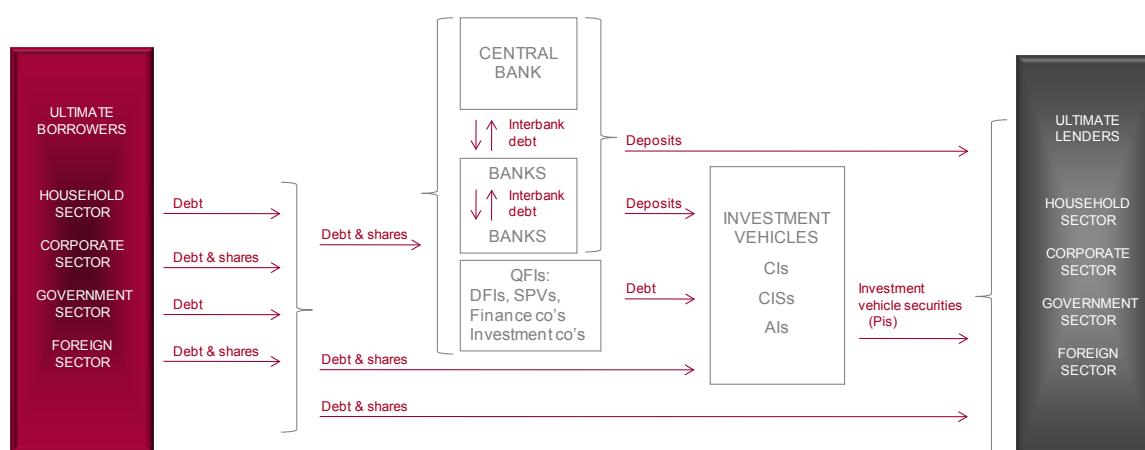 ULTIMATE
BORROWERS
HOUSEHOLD
SECTOR
CORPORATE
SECTOR
GOVERNMENT
SECTOR
FOREIGN
SECTOR
Debt
Debt & shares
Debt
Debt & shares
Debt & shares
Debt & shares
Debt & shares
CENTRAL
BANK
Interbank
debt
BANKS
Interbank
debt
BANKS
QFIs:
DFIs, SPVs,
Finance co's
Investment co's
Deposits
Deposits
Debt
INVESTMENT
VEHICLES
CIs
CISs
AIs
Investment
vehicle securities
(Pis)
ULTIMATE
LENDERS
HOUSEHOLD
SECTOR
CORPORATE
SECTOR
GOVERNMENT
SECTOR
FOREIGN
SECTOR